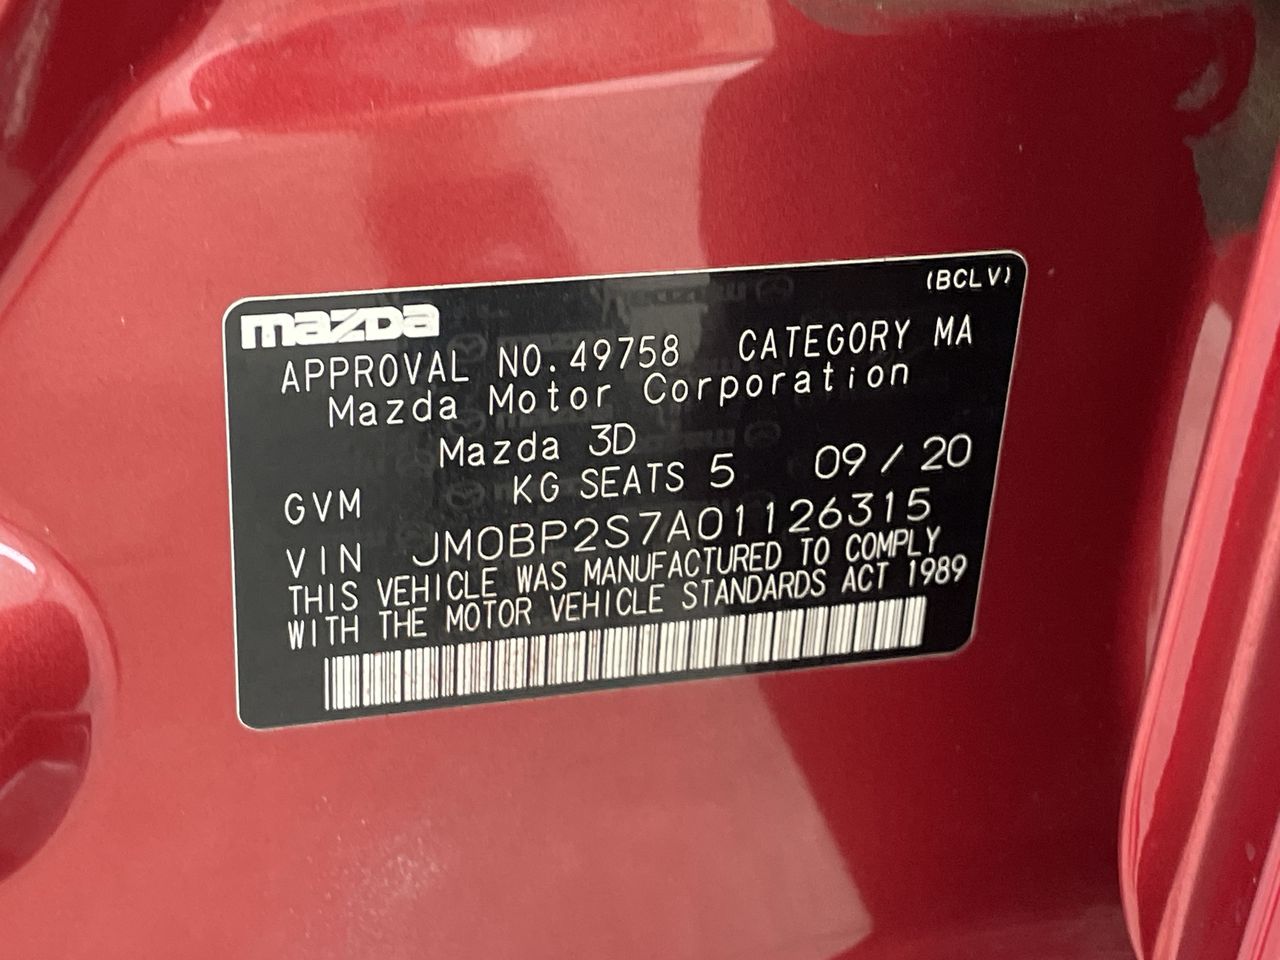 (BCLV)
mazda
APPROVAL NO. 49758 CATEGORY MA
Mazda Motor Corporation
Mazda 3D
GVM KG SEATS 5 09 / 20
VIN JM0BP2S7A01126315
THIS VEHICLE WAS MANUFACTURED TO COMPLY
WITH THE MOTOR VEHICLE STANDARDS ACT 1989